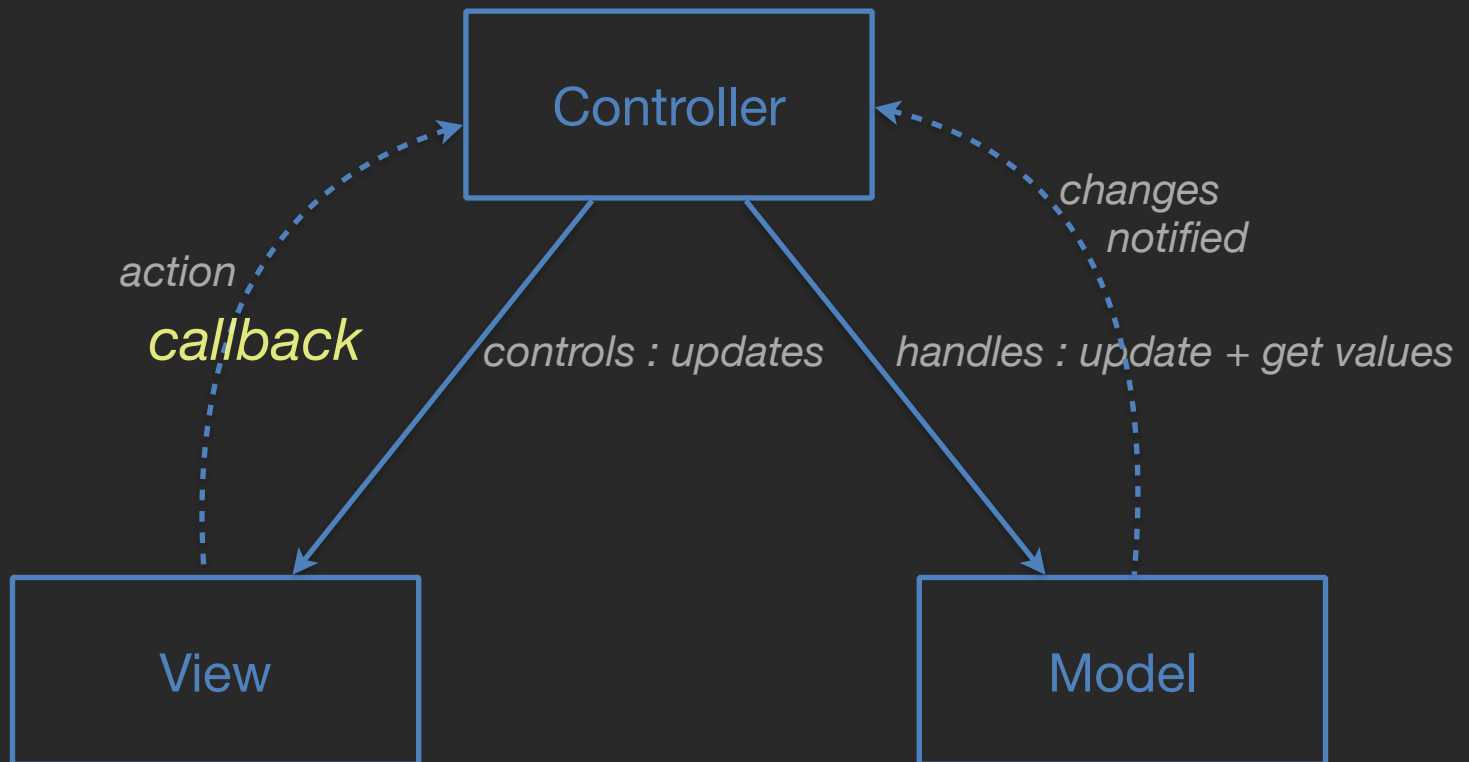 Controller
changes
notified
action
callback
controls : updates
handles : update + get values
View
Model